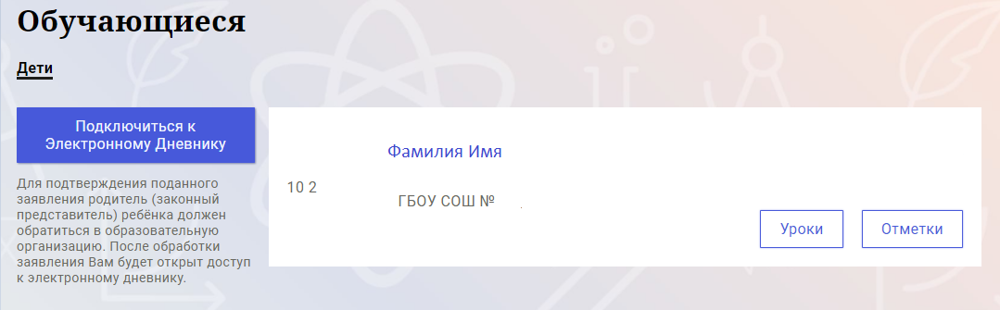 Обучающиеся
Дети
Подключиться к
Электронному Дневнику
Для подтверждения поданного
заявления родитель (законный
представитель) ребёнка должен
обратиться в образовательную
организацию. После обработки
заявления Вам будет открыт доступ
к электронному дневнику.
Фамилия Имя
10 2
ГБОУ СОШ №
Уроки
Отметки